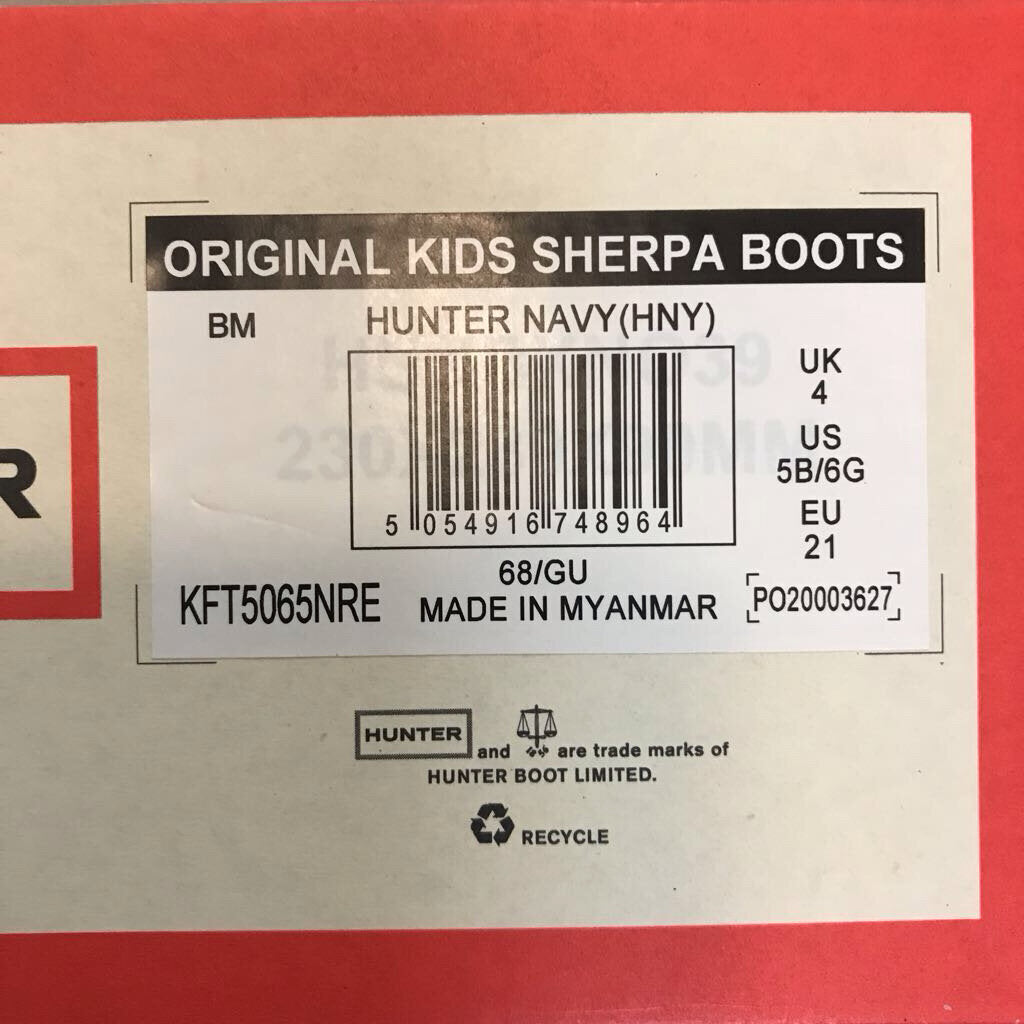 ORIGINAL KIDS SHERPA BOOTS
BM
HUNTER NAVY(HNY)
UK
4
US
5B/6G
EU
21
5 054916 748964
68/GU
KFT5065NRE
MADE IN MYANMAR
PO20003627
R
HUNTER and are trade marks of
HUNTER BOOT LIMITED.
RECYCLE